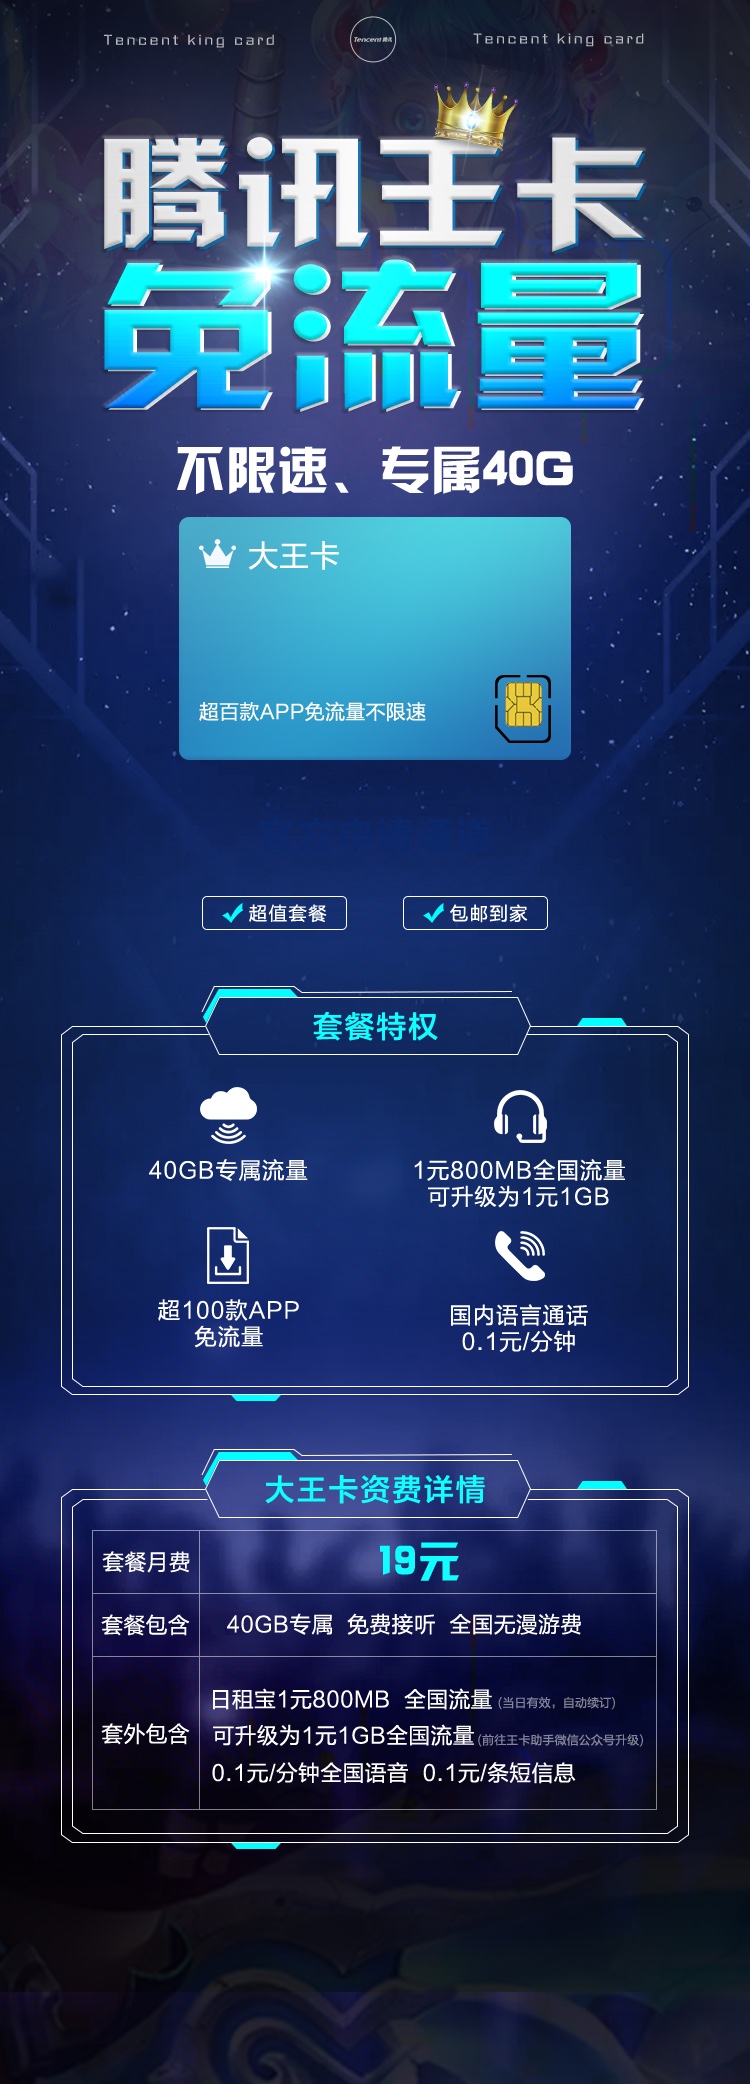 Tencent king card
Tencent 腾讯
Tencent king card
腾讯王卡
免流量
不限速、专属40G
大王卡
超百款APP免流量不限速
超值套餐
包邮到家
套餐特权
40GB专属流量
1元800MB全国流量
可升级为1元1GB
超100款APP
免流量
国内语言通话
0.1元/分钟
大王卡资费详情
套餐月费
19元
套餐包含
40GB专属 免费接听 全国无漫游费
套外包含
日租宝1元800MB 全国流量 (当日有效，自动续订)
可升级为1元1GB全国流量 (前往王卡助手微信公众号升级)
0.1元/分钟全国语音 0.1元/条短信息